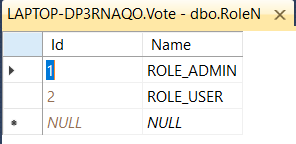 LAPTOP-DP3RNAQO.Vote - dbo.RoleN
Id Name
1 ROLE_ADMIN
2 ROLE_USER
NULL NULL